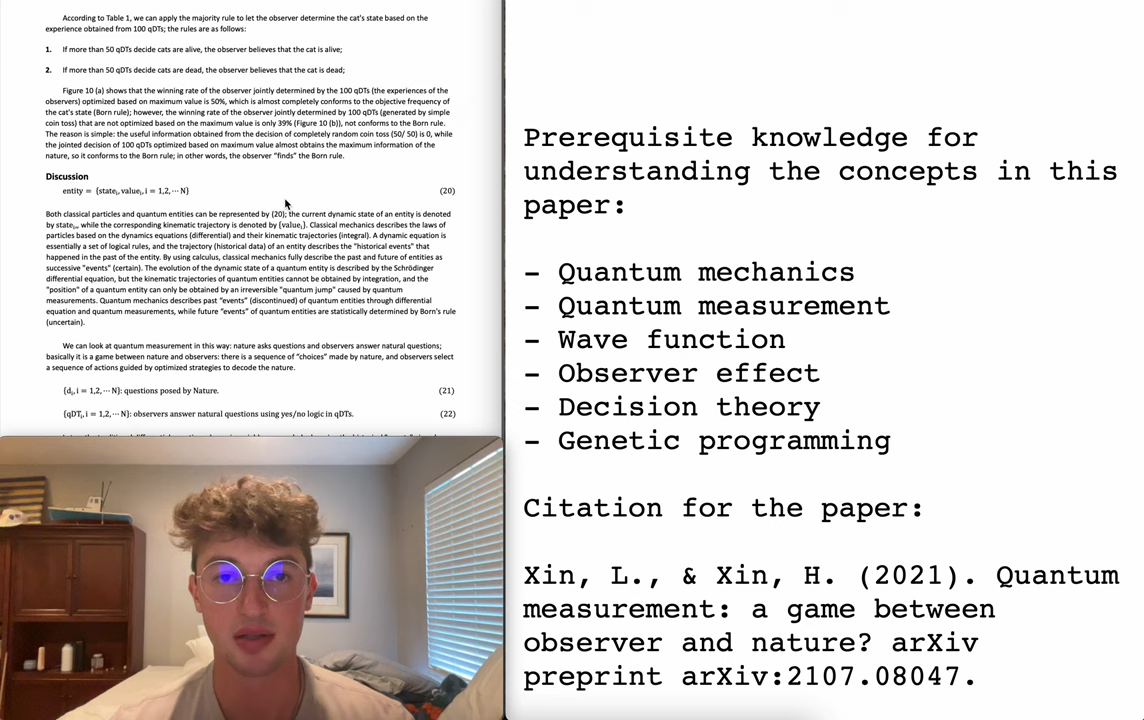 According to Table 1, we can apply the majority rule to let the observer determine the cat's state based on the
experience obtained from 100 qDTs; the rules are as follows:
1. If more than 50 qDTs decide cats are alive, the observer believes that the cat is alive;
2. If more than 50 qDTs decide cats are dead, the observer believes that the cat is dead;
Figure 10 (a) shows that the winning rate of the observer jointly determined by the 100 qDTs (the experiences of the
observers) optimized based on maximum value is 50%, which is almost completely conforms to the objective frequency of
the cat's state (Born rule); however, the winning rate of the observer jointly determined by 100 qDTs (generated by simple
coin toss) that are not optimized based on the maximum value is only 39% (Figure 10 (b)), not conforms to the Born rule.
The reason is simple: the useful information obtained from the decision of completely random coin toss (50/ 50) is 0, while
the jointed decision of 100 qDTs optimized based on maximum value almost obtains the maximum information of the
nature, so it conforms to the Born rule; in other words, the observer "finds" the Born rule.
Discussion
entity = {stateᵢ, valueᵢ, i = 1,2, ⋯ N} (20)
Both classical particles and quantum entities can be represented by (20); the current dynamic state of an entity is denoted
by stateᵢ, while the corresponding kinematic trajectory is denoted by {valueᵢ}. Classical mechanics describes the laws of
particles based on the dynamics equations (differential) and their kinematic trajectories (integral). A dynamic equation is
essentially a set of logical rules, and the trajectory (historical data) of an entity describes the "historical events" that
happened in the past of the entity. By using calculus, classical mechanics fully describe the past and future of entities as
successive "events" (certain). The evolution of the dynamic state of a quantum entity is described by the Schrödinger
differential equation, but the kinematic trajectories of quantum entities cannot be obtained by integration, and the
"position" of a quantum entity can only be obtained by an irreversible "quantum jump" caused by quantum
measurements. Quantum mechanics describes past "events" (discontinued) of quantum entities through differential
equation and quantum measurements, while future "events" of quantum entities are statistically determined by Born's rule
(uncertain).
We can look at quantum measurement in this way: nature asks questions and observers answer natural questions;
basically it is a game between nature and observers: there is a sequence of "choices" made by nature, and observers select
a sequence of actions guided by optimized strategies to decode the nature.
{dᵢ, i = 1,2, ⋯ N}: questions posed by Nature. (21)
{qDTᵢ, i = 1,2, ⋯ N}: observers answer natural questions using yes/no logic in qDTs. (22)
Prerequisite knowledge for
understanding the concepts in this
paper:
- Quantum mechanics
- Quantum measurement
- Wave function
- Observer effect
- Decision theory
- Genetic programming
Citation for the paper:
Xin, L., & Xin, H. (2021). Quantum
measurement: a game between
observer and nature? arXiv
preprint arXiv:2107.08047.